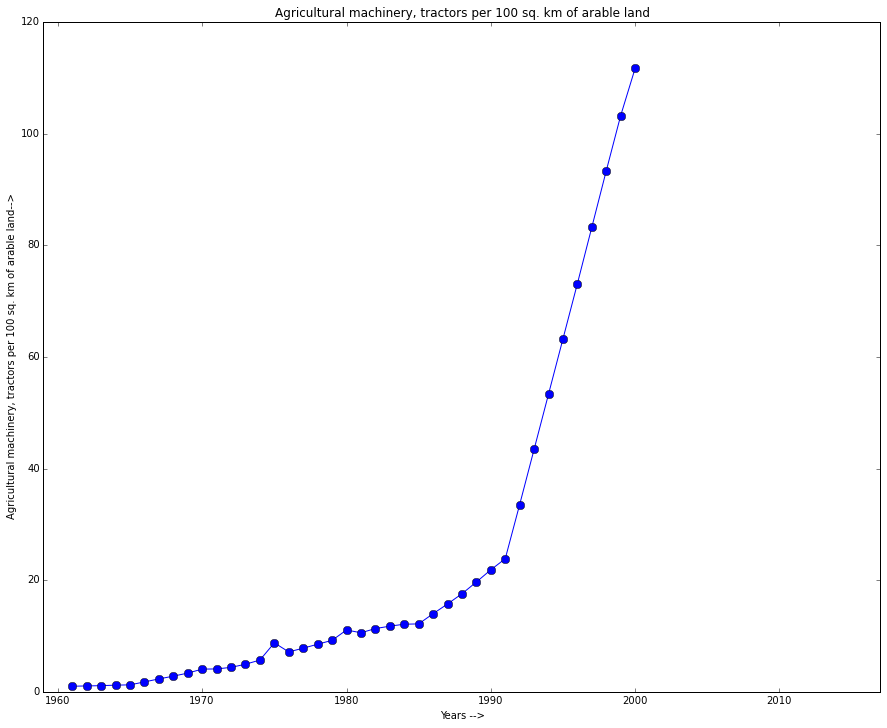 Agricultural machinery, tractors per 100 sq. km of arable land
120
100
80
60
40
20
0
Agricultural machinery, tractors per 100 sq. km of arable land-->
1960 1970 1980 1990 2000 2010
Years -->